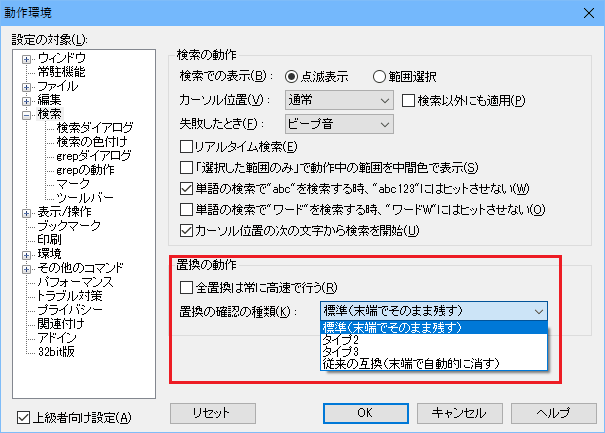 動作環境
設定の対象(L):
ウィンドウ
常駐機能
ファイル
編集
検索
検索ダイアログ
検索の色付け
grepダイアログ
grepの動作
マーク
ツールバー
表示/操作
ブックマーク
印刷
環境
その他のコマンド
パフォーマンス
トラブル対策
プライバシー
関連付け
アドイン
32bit版
上級者向け設定(A)
検索の動作
検索での表示(B): 点滅表示 範囲選択
カーソル位置(V): 通常 検索以外にも適用(P)
失敗したとき(F): ビープ音
リアルタイム検索(E)
「選択した範囲のみ」で動作中の範囲を中間色で表示(S)
単語の検索で"abc"を検索する時、"abc123"にはヒットさせない(W)
単語の検索で"ワード"を検索する時、"ワードW"にはヒットさせない(O)
カーソル位置の次の文字から検索を開始(U)
置換の動作
全置換は常に高速で行う(R)
置換の確認の種類(K): 標準(末端でそのまま残す)
標準(末端でそのまま残す)
タイプ2
タイプ3
従来の互換(末端で自動的に消す)
リセット OK キャンセル ヘルプ